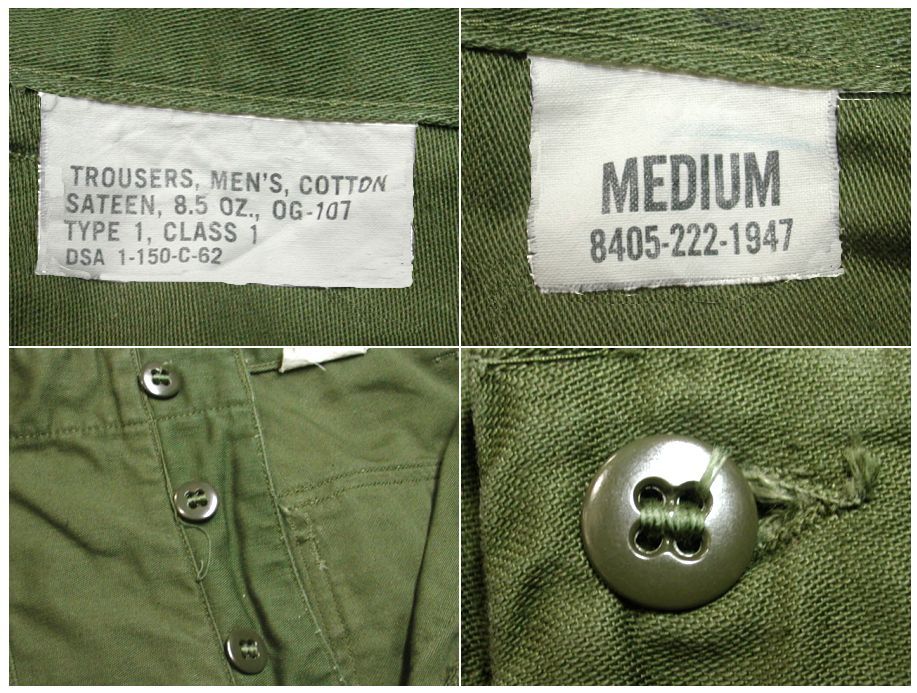 TROUSERS, MEN'S, COTTON
SATEEN, 8.5 OZ., OG-107
TYPE 1, CLASS 1
DSA 1-150-C-62
MEDIUM
8405-222-1947